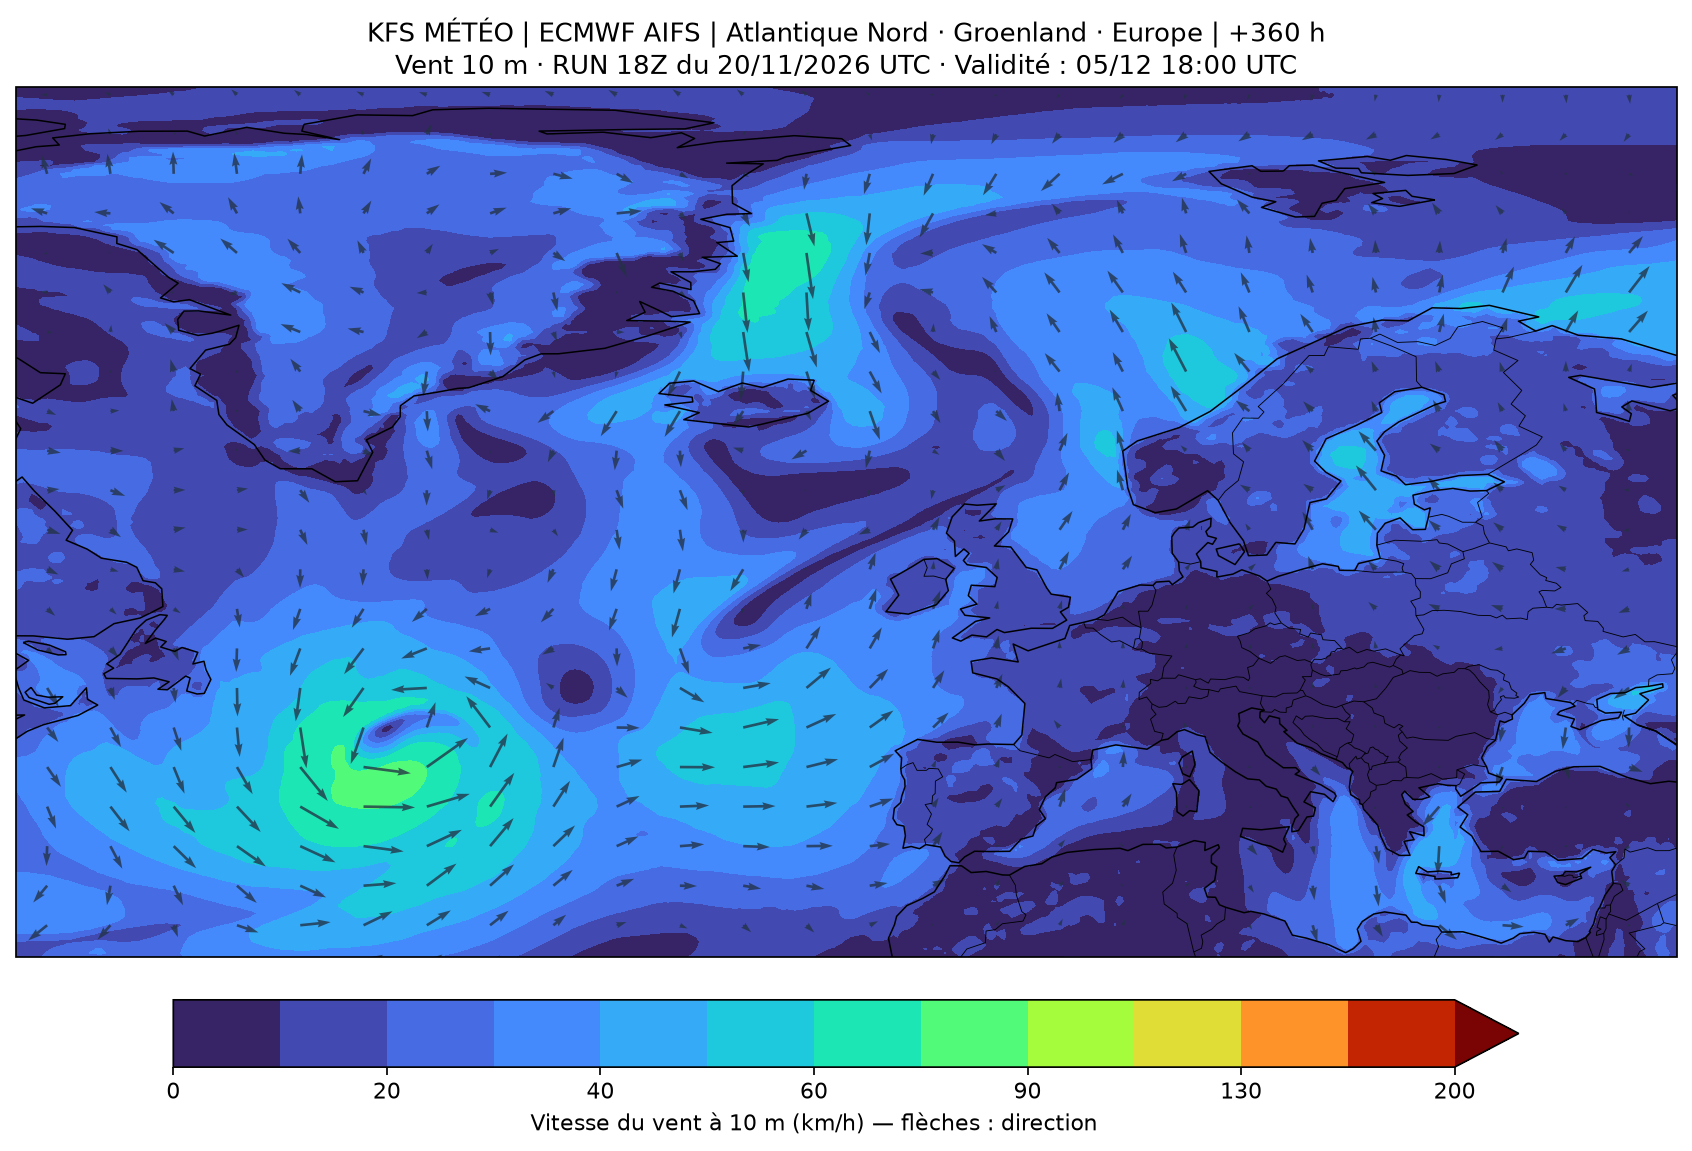 KFS MÉTÉO | ECMWF AIFS | Atlantique Nord · Groenland · Europe | +360 h
Vent 10 m · RUN 18Z du 20/11/2026 UTC · Validité : 05/12 18:00 UTC
0 20 40 60 90 130 200
Vitesse du vent à 10 m (km/h) — flèches : direction